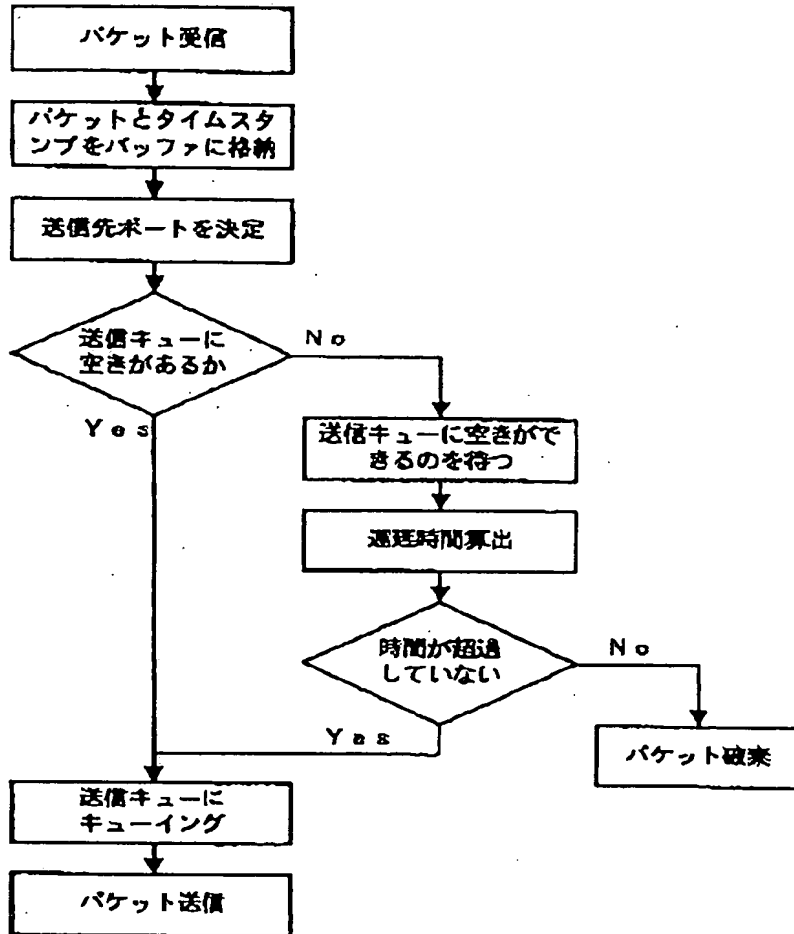 パケット受信
パケットとタイムスタ
ンプをバッファに格納
送信先ポートを決定
送信キューに
空きがあるか
No
Yes
送信キューに空きがで
きるのを待つ
遅延時間算出
時間が超過
していない
No
Yes
パケット破棄
送信キューに
キューイング
パケット送信